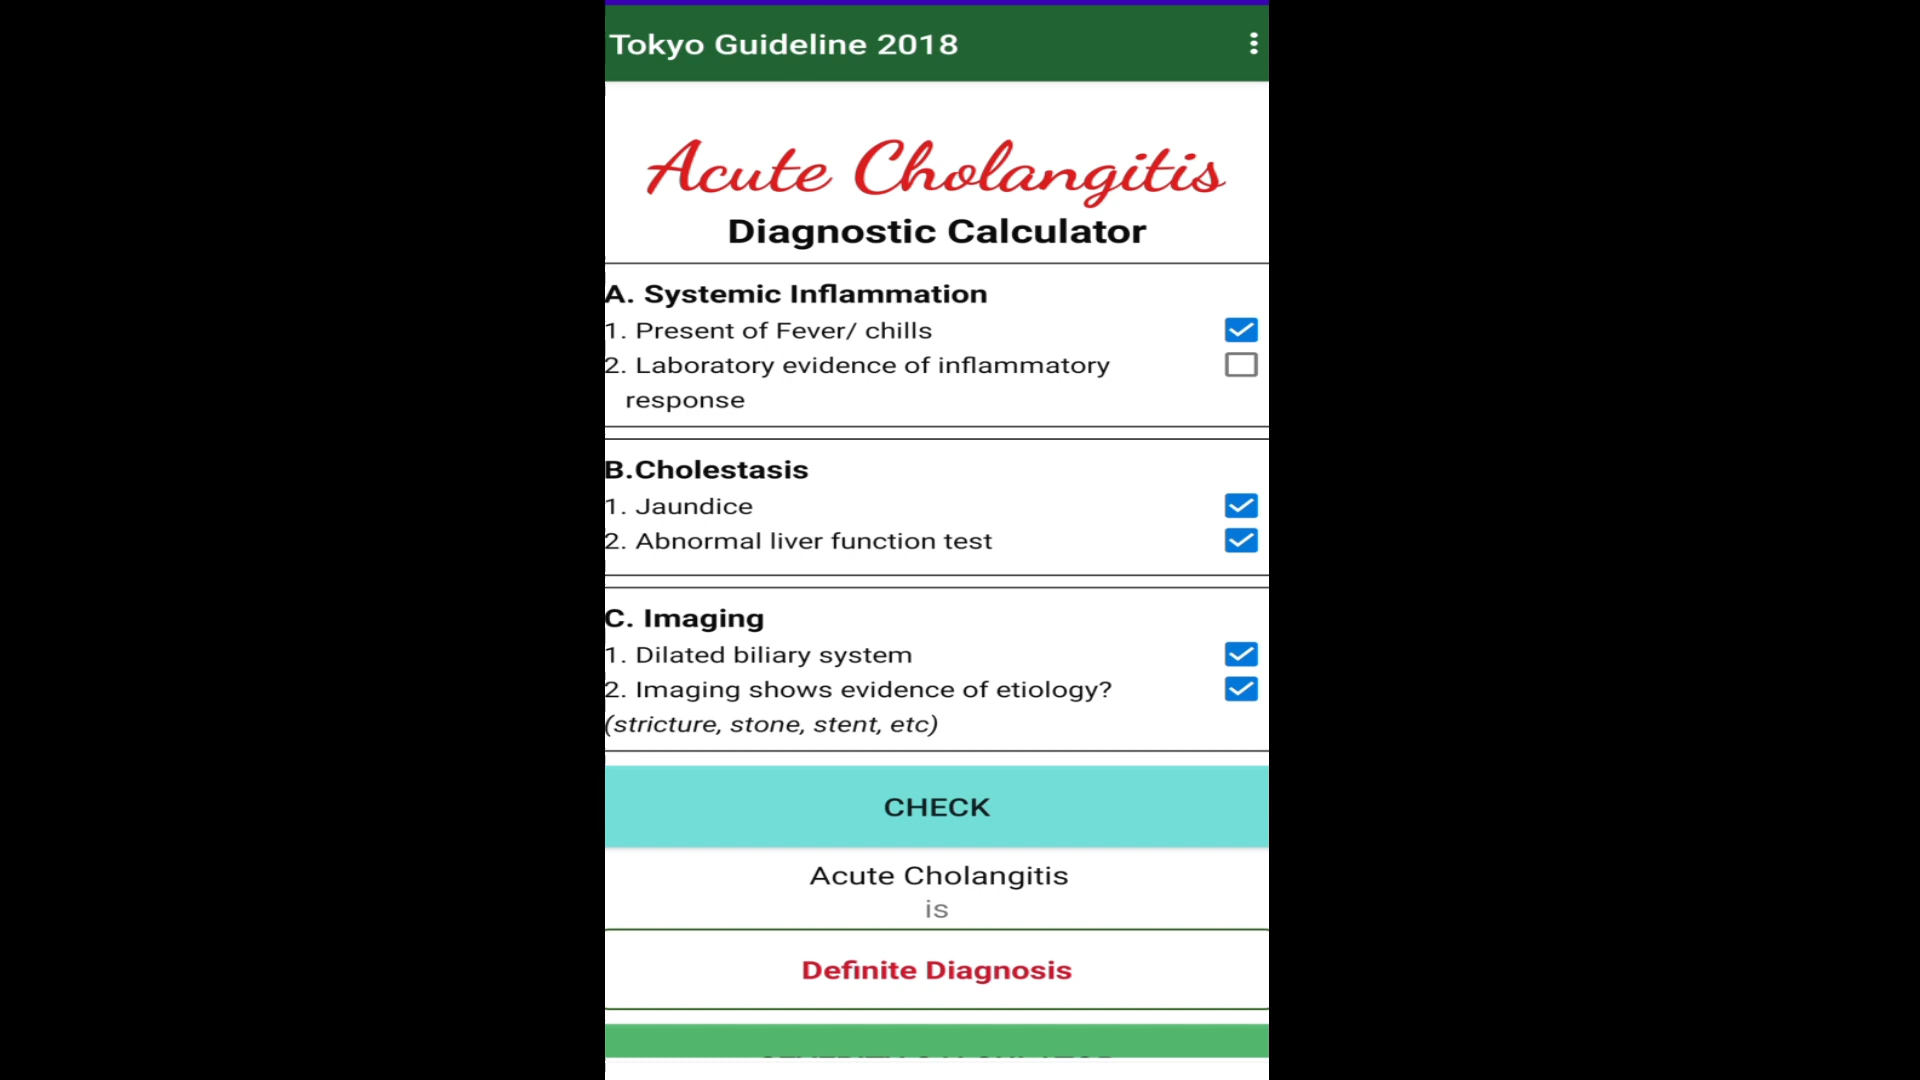 Tokyo Guideline 2018
Acute Cholangitis
Diagnostic Calculator
A. Systemic Inflammation
1. Present of Fever/ chills
2. Laboratory evidence of inflammatory
response
B.Cholestasis
1. Jaundice
2. Abnormal liver function test
C. Imaging
1. Dilated biliary system
2. Imaging shows evidence of etiology?
(stricture, stone, stent, etc)
CHECK
Acute Cholangitis
is
Definite Diagnosis